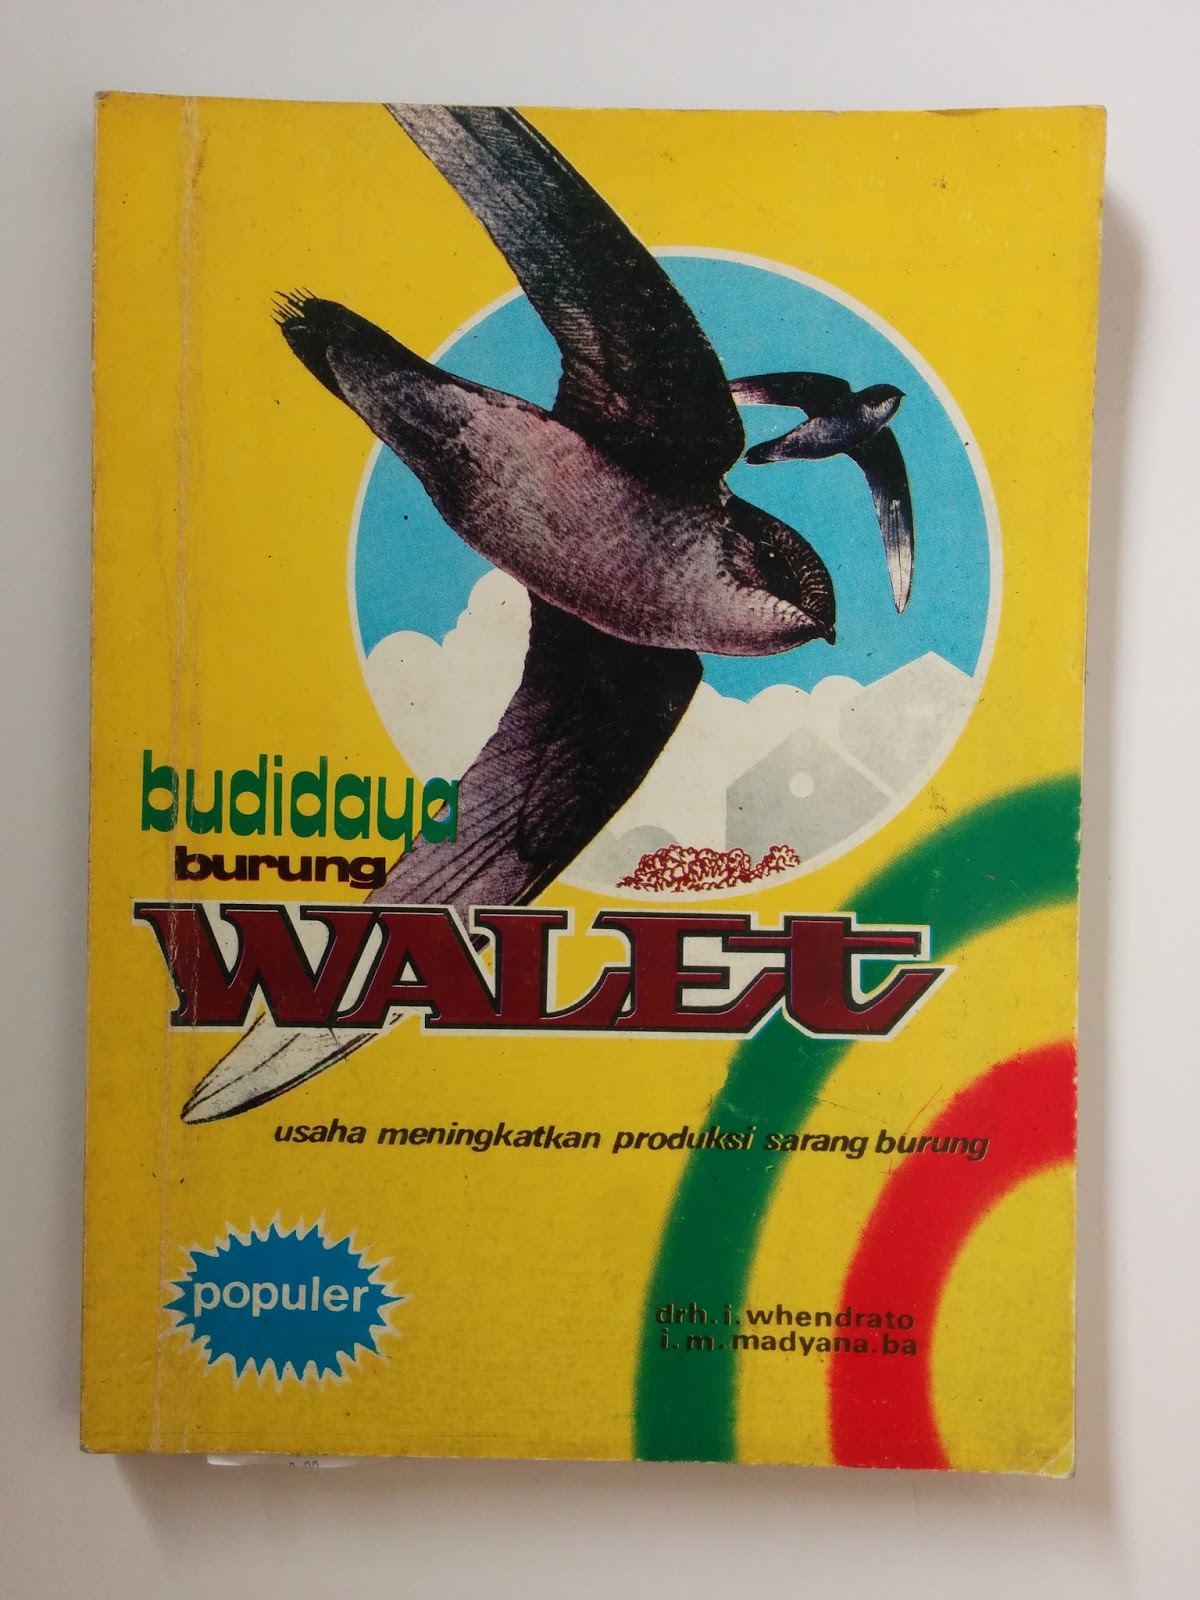 budidaya
burung
WALEt
usaha meningkatkan produksi sarang burung
populer
drh. i. whendrato
i. m. madyana. ba